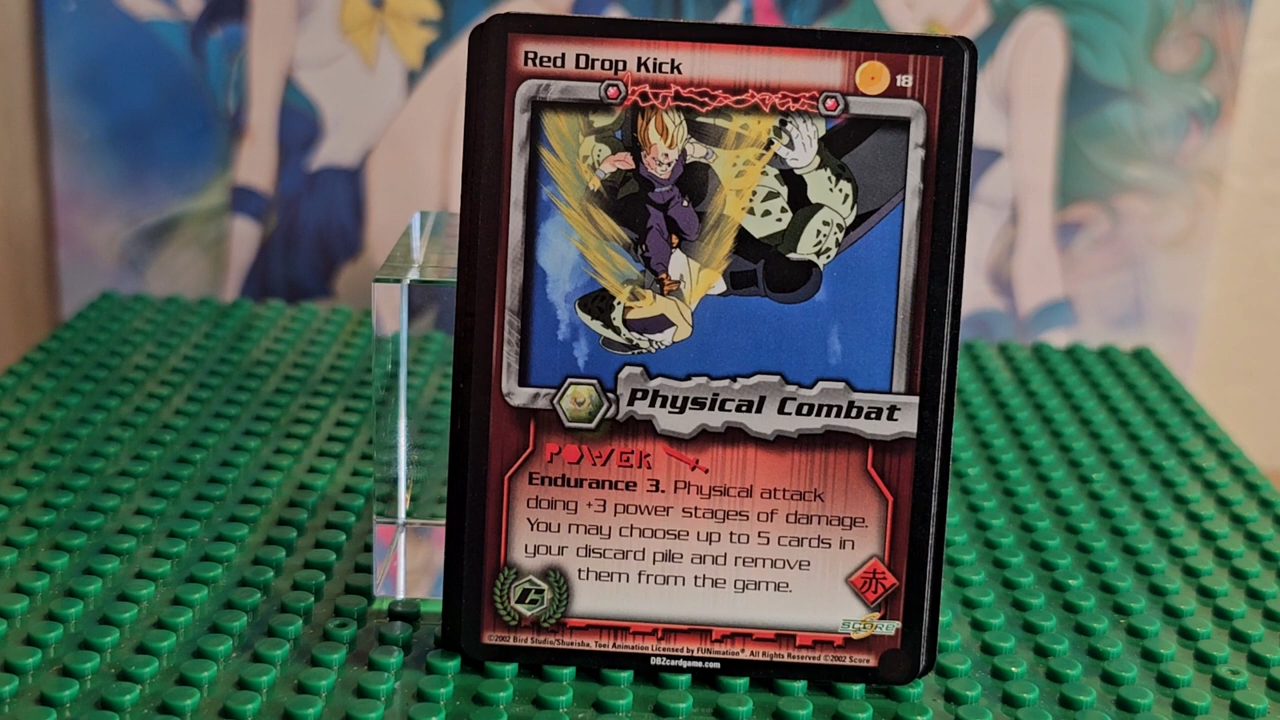 Red Drop Kick
18
Physical Combat
POWER
Endurance 3. Physical attack
doing +3 power stages of damage.
You may choose up to 5 cards in
your discard pile and remove
them from the game.
赤
SCORE
©2002 Bird Studio/Shueisha, Toei Animation Licensed by FUNimation®. All Rights Reserved ©2002 Score
DBZcardgame.com